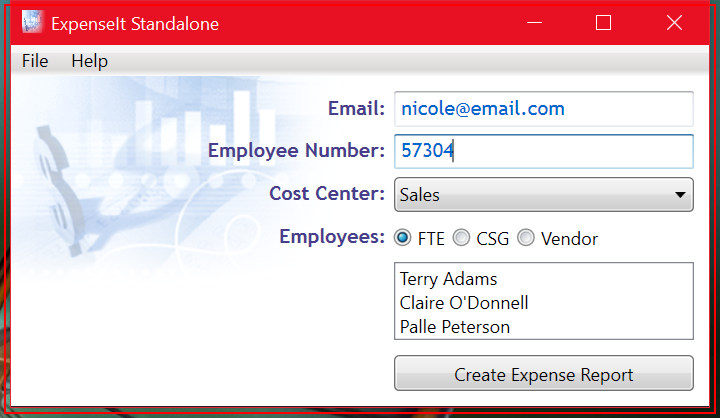 ExpenseIt Standalone
File Help
Email: nicole@email.com
Employee Number: 57304
Cost Center: Sales
Employees: FTE CSG Vendor
Terry Adams
Claire O'Donnell
Palle Peterson
Create Expense Report